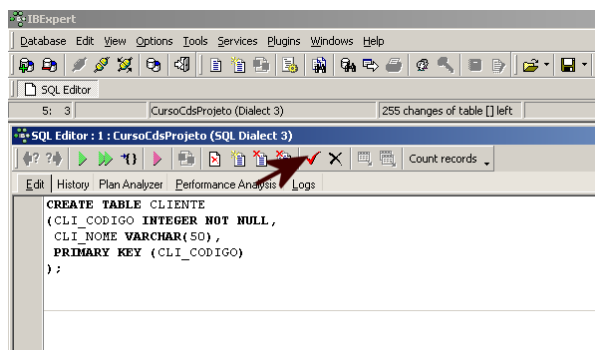 IBExpert
Database Edit View Options Tools Services Plugins Windows Help
SQL Editor
5: 3 CursoCdsProjeto (Dialect 3) 255 changes of table [] left
SQL Editor : 1 : CursoCdsProjeto (SQL Dialect 3)
Count records
Edit History Plan Analyzer Performance Analysis Logs
CREATE TABLE CLIENTE
(CLI_CODIGO INTEGER NOT NULL,
CLI_NOME VARCHAR(50),
PRIMARY KEY (CLI_CODIGO)
);